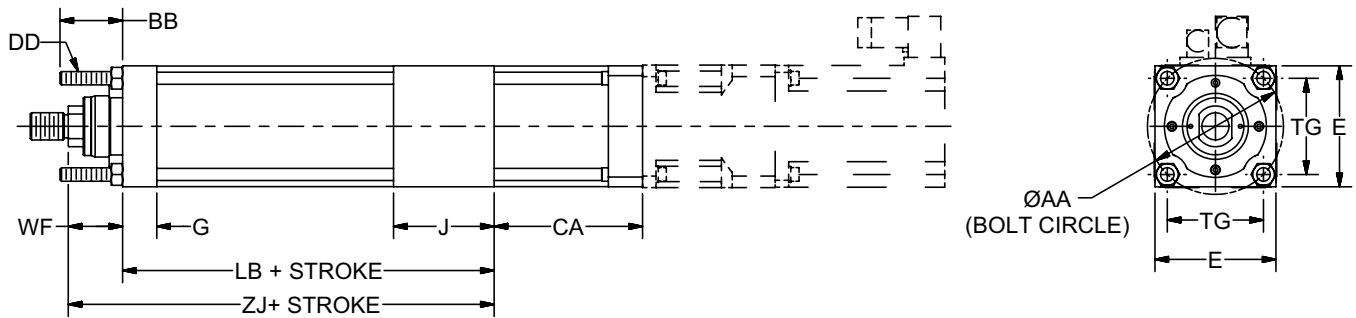 BB
DD
WF
G
J
CA
LB + STROKE
ZJ+ STROKE
TG
E
ØAA
(BOLT CIRCLE)
TG
E